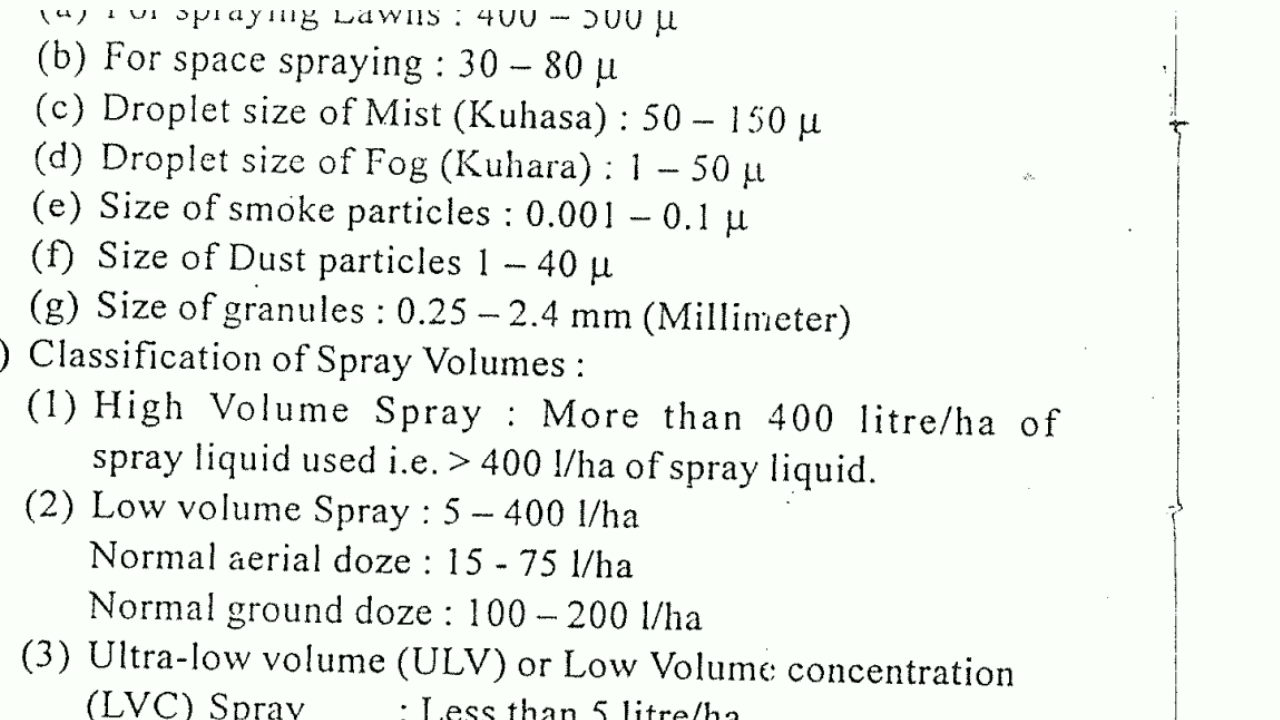 (a) For spraying Lawns : 400 – 500 µ
(b) For space spraying : 30 – 80 µ
(c) Droplet size of Mist (Kuhasa) : 50 – 150 µ
(d) Droplet size of Fog (Kuhara) : 1 – 50 µ
(e) Size of smoke particles : 0.001 – 0.1 µ
(f) Size of Dust particles 1 – 40 µ
(g) Size of granules : 0.25 – 2.4 mm (Millimeter)
) Classification of Spray Volumes :
(1) High Volume Spray : More than 400 litre/ha of
spray liquid used i.e. > 400 l/ha of spray liquid.
(2) Low volume Spray : 5 – 400 l/ha
Normal aerial doze : 15 - 75 l/ha
Normal ground doze : 100 – 200 l/ha
(3) Ultra-low volume (ULV) or Low Volume concentration
(LVC) Spray : Less than 5 litre/ha